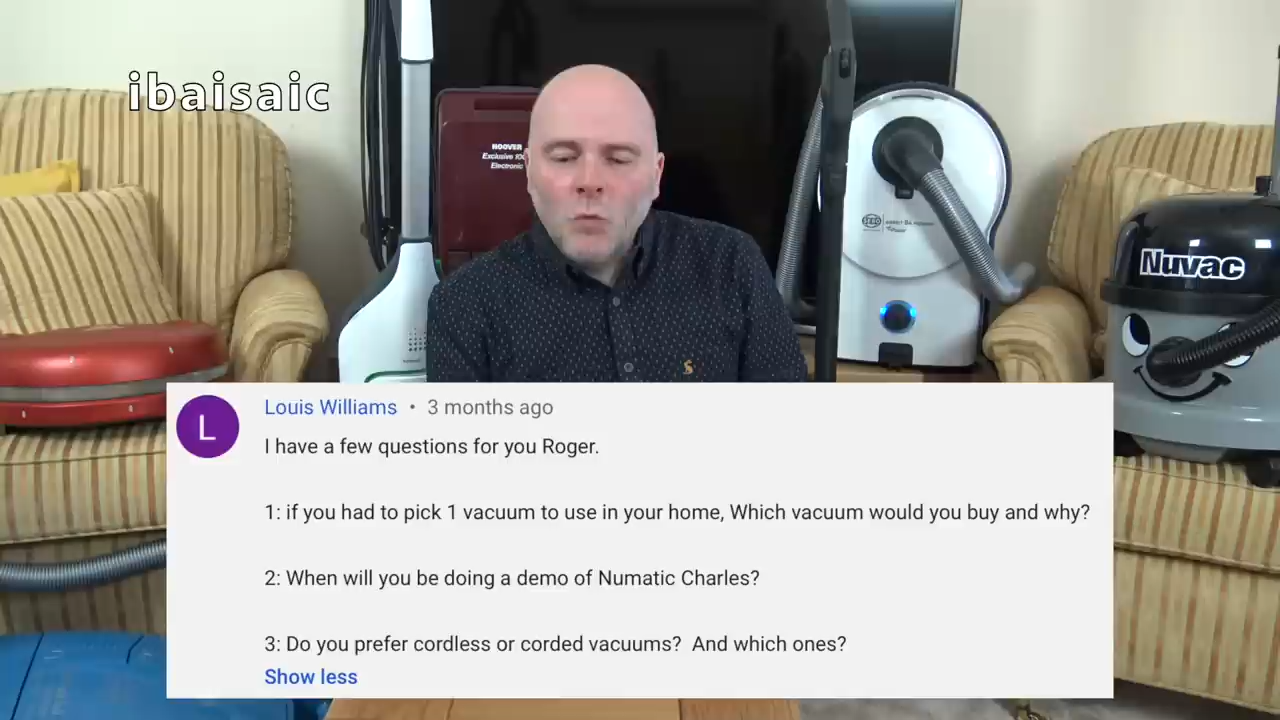 ibaisaic
HOOVER
Exclusive
Electronic
SEBO
Nuvac
S
L
Louis Williams • 3 months ago
I have a few questions for you Roger.
1: if you had to pick 1 vacuum to use in your home, Which vacuum would you buy and why?
2: When will you be doing a demo of Numatic Charles?
3: Do you prefer cordless or corded vacuums?  And which ones?
Show less